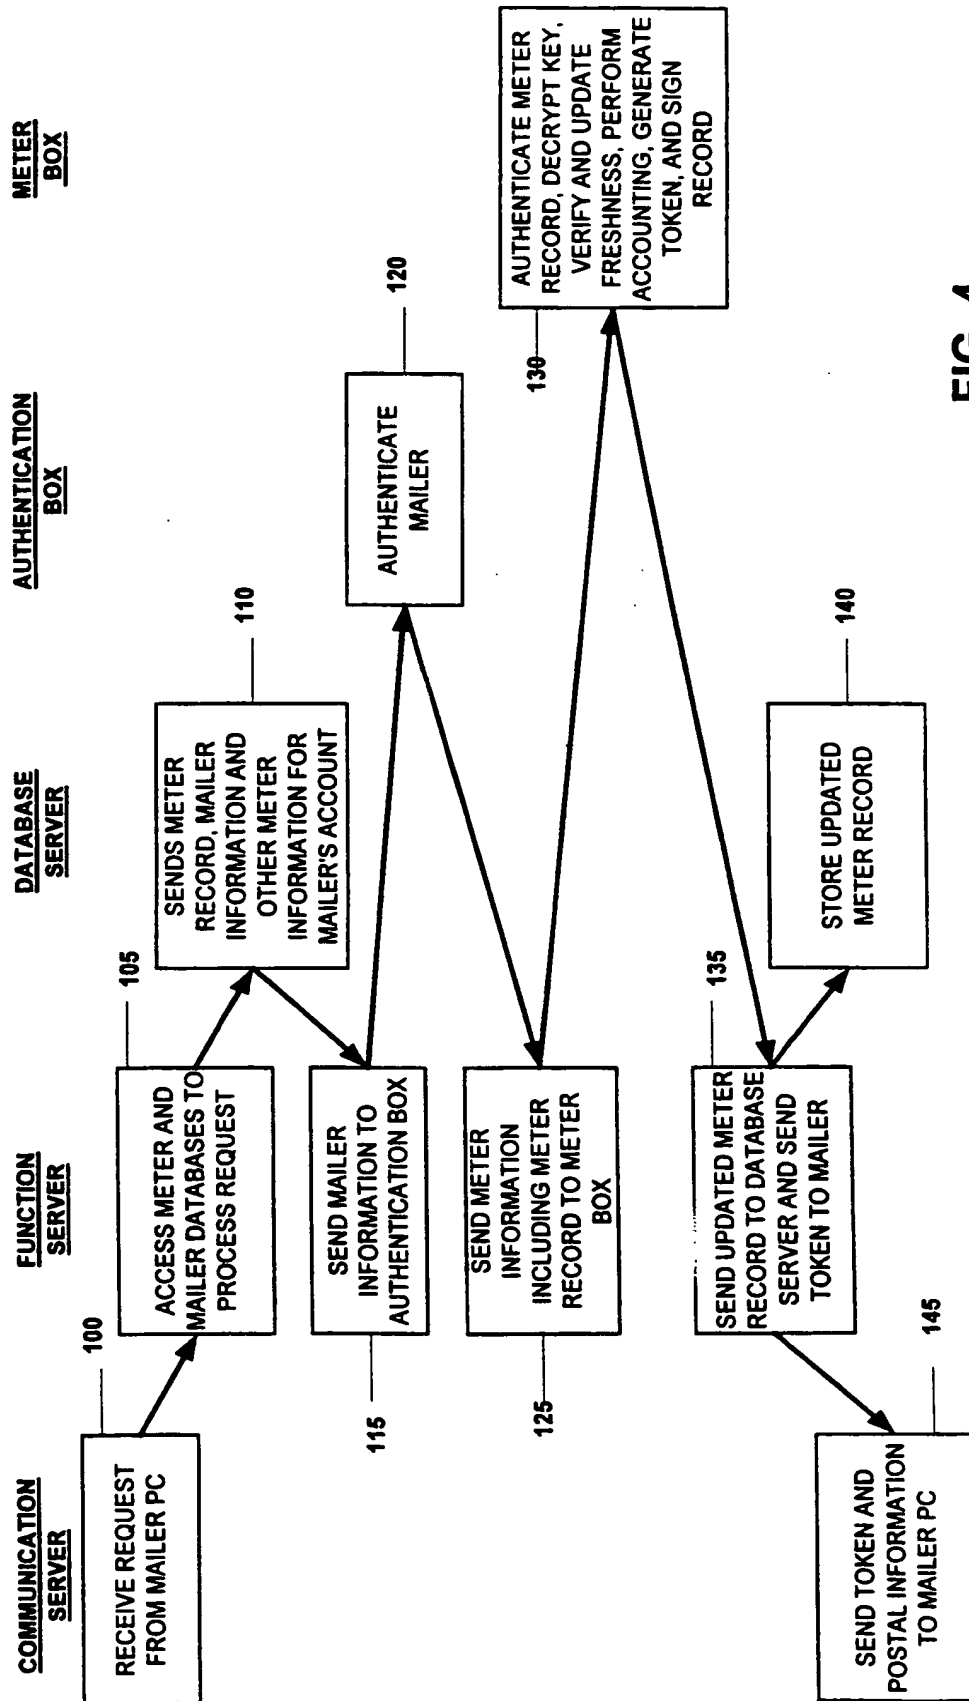 COMMUNICATION
SERVER
FUNCTION
SERVER
DATABASE
SERVER
AUTHENTICATION
BOX
METER
BOX
100
RECEIVE REQUEST
FROM MAILER PC
105
ACCESS METER AND
MAILER DATABASES TO
PROCESS REQUEST
110
SENDS METER
RECORD, MAILER
INFORMATION AND
OTHER METER
INFORMATION FOR
MAILER'S ACCOUNT
115
SEND MAILER
INFORMATION TO
AUTHENTICATION BOX
120
AUTHENTICATE
MAILER
125
SEND METER
INFORMATION
INCLUDING METER
RECORD TO METER
BOX
130
AUTHENTICATE METER
RECORD, DECRYPT KEY,
VERIFY AND UPDATE
FRESHNESS, PERFORM
ACCOUNTING, GENERATE
TOKEN, AND SIGN
RECORD
135
SEND UPDATED METER
RECORD TO DATABASE
SERVER AND SEND
TOKEN TO MAILER
140
STORE UPDATED
METER RECORD
145
SEND TOKEN AND
POSTAL INFORMATION
TO MAILER PC
FIG. 4